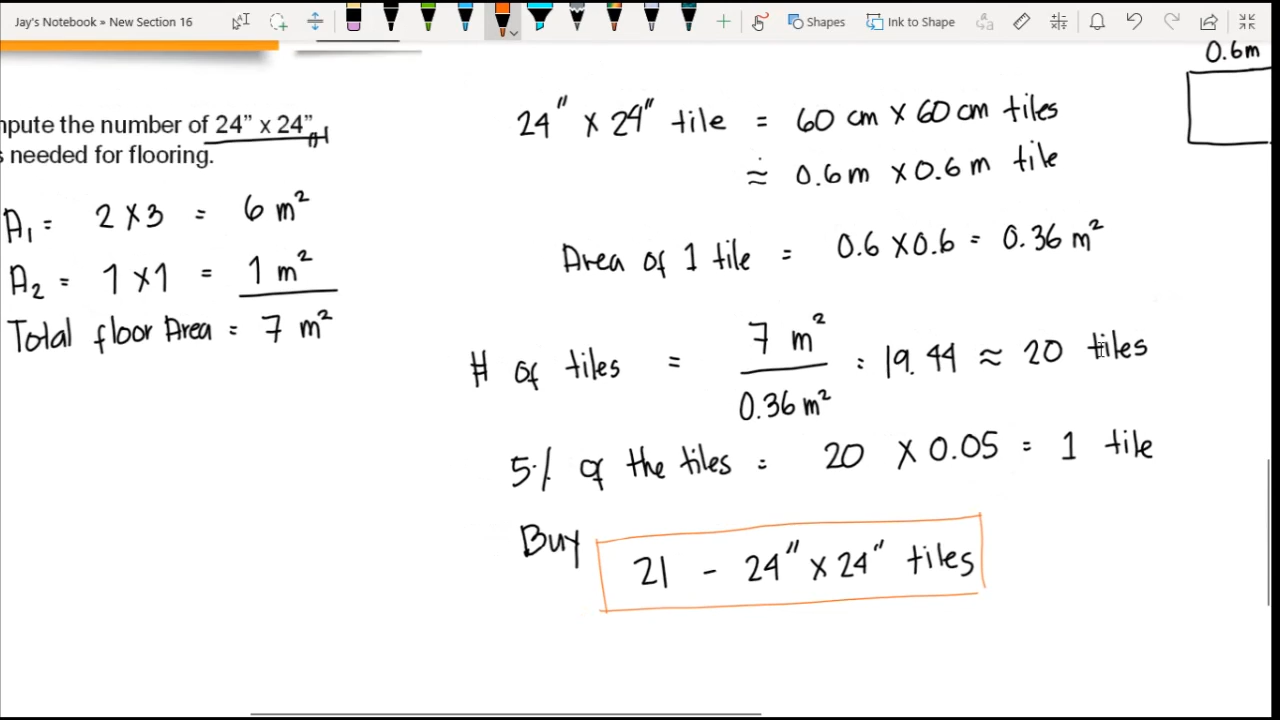 Jay's Notebook » New Section 16
Shapes
Ink to Shape
0.6m
mpute the number of 24” x 24”
s needed for flooring.
A₁ = 2 X 3 = 6 m²
A₂ = 1 x 1 = 1 m²
Total floor Area = 7 m²
24" x 24" tile = 60 cm x 60 cm tiles
≈ 0.6m x 0.6m tile
Area of 1 tile = 0.6 x 0.6 = 0.36 m²
# of tiles = 7 m² / 0.36 m² = 19.44 ≈ 20 tiles
5% of the tiles = 20 x 0.05 = 1 tile
Buy
21 - 24" x 24" tiles